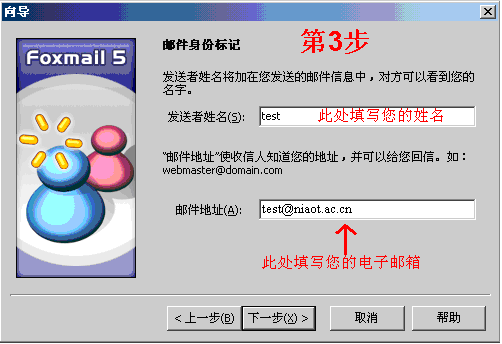 向导
Foxmail 5
邮件身份标记
第3步
发送者姓名将加在您发送的邮件信息中，对方可以看到您的
名字。
发送者姓名(S):
test
此处填写您的姓名
"邮件地址"使收信人知道您的地址，并可以给您回信。如：
webmaster@domain.com
邮件地址(A):
test@niaot.ac.cn
此处填写您的电子邮箱
< 上一步(B)
下一步(X) >
取消
帮助